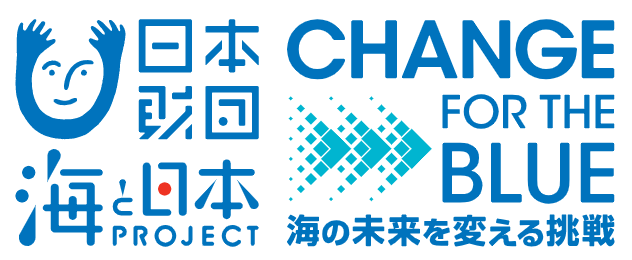 日本
財団
海と日本
PROJECT
CHANGE
FOR THE
BLUE
海の未来を変える挑戦